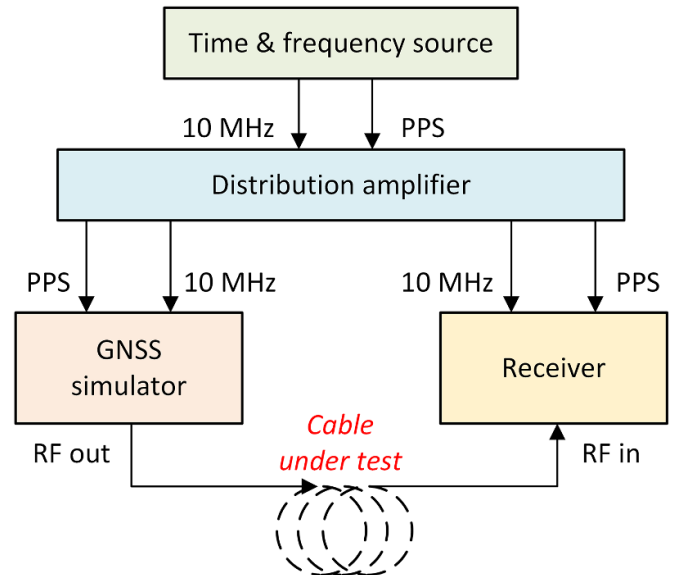 Time & frequency source
10 MHz
PPS
Distribution amplifier
PPS
10 MHz
10 MHz
PPS
GNSS
simulator
Receiver
RF out
Cable
under test
RF in